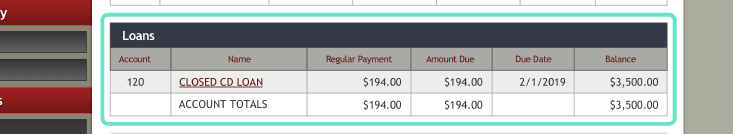 y
s
Loans
Account Name Regular Payment Amount Due Due Date Balance
120 CLOSED CD LOAN $194.00 $194.00 2/1/2019 $3,500.00
ACCOUNT TOTALS $194.00 $194.00 $3,500.00